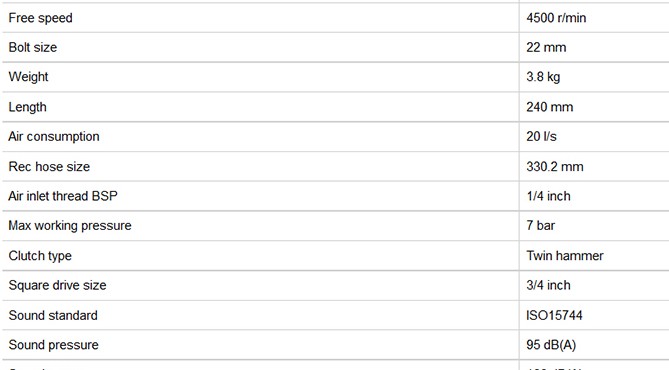 Free speed 4500 r/min
Bolt size 22 mm
Weight 3.8 kg
Length 240 mm
Air consumption 20 l/s
Rec hose size 330.2 mm
Air inlet thread BSP 1/4 inch
Max working pressure 7 bar
Clutch type Twin hammer
Square drive size 3/4 inch
Sound standard ISO15744
Sound pressure 95 dB(A)